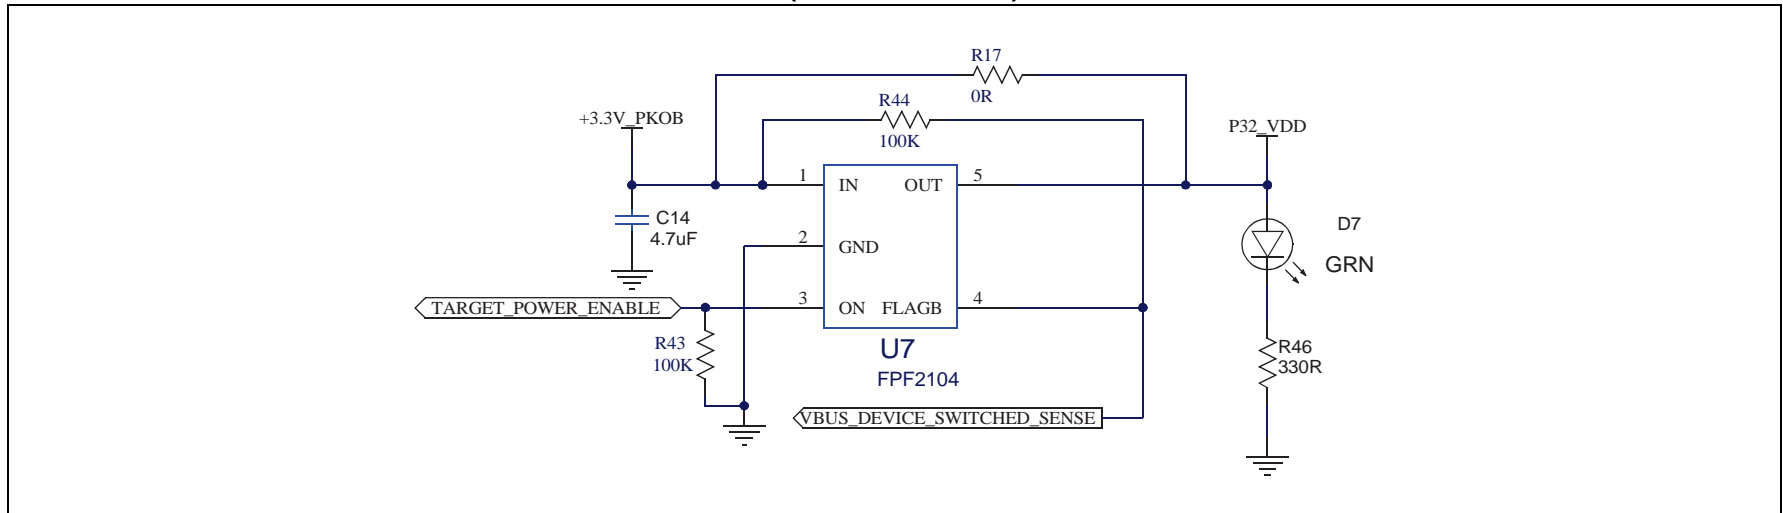 R17
0R
R44
100K
+3.3V_PKOB
P32_VDD
1 IN OUT 5
C14
4.7uF
2 GND
D7
GRN
TARGET_POWER_ENABLE
3 ON FLAGB 4
R43
100K
U7
FPF2104
R46
330R
VBUS_DEVICE_SWITCHED_SENSE